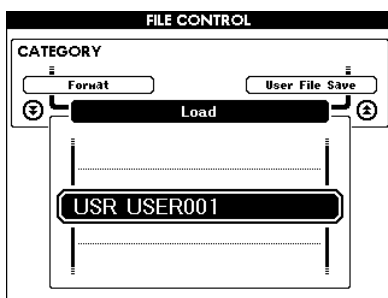 FILE CONTROL
CATEGORY
Format
User File Save
Load
USR USER001